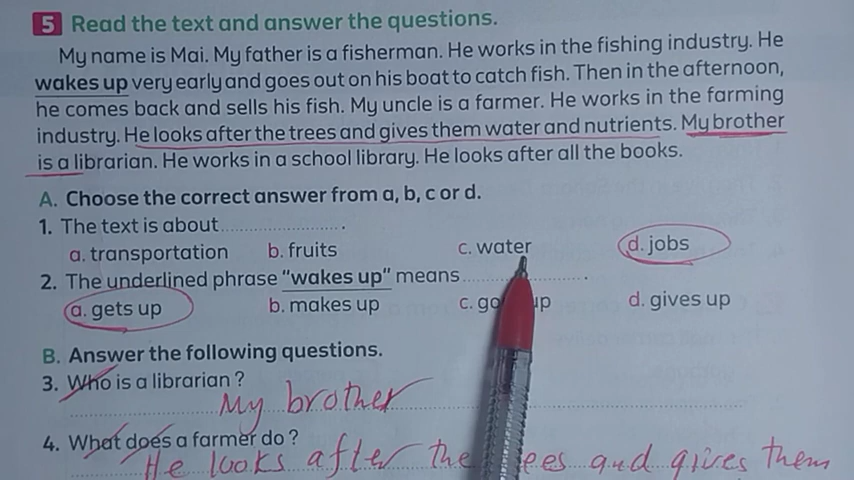 5 Read the text and answer the questions.
My name is Mai. My father is a fisherman. He works in the fishing industry. He
wakes up very early and goes out on his boat to catch fish. Then in the afternoon,
he comes back and sells his fish. My uncle is a farmer. He works in the farming
industry. He looks after the trees and gives them water and nutrients. My brother
is a librarian. He works in a school library. He looks after all the books.
A. Choose the correct answer from a, b, c or d.
1. The text is about ........................ .
a. transportation b. fruits c. water d. jobs
2. The underlined phrase "wakes up" means ........................ .
a. gets up b. makes up c. up d. gives up
B. Answer the following questions.
3. Who is a librarian ?
My brother
4. What does a farmer do ?
He looks after the and gives them